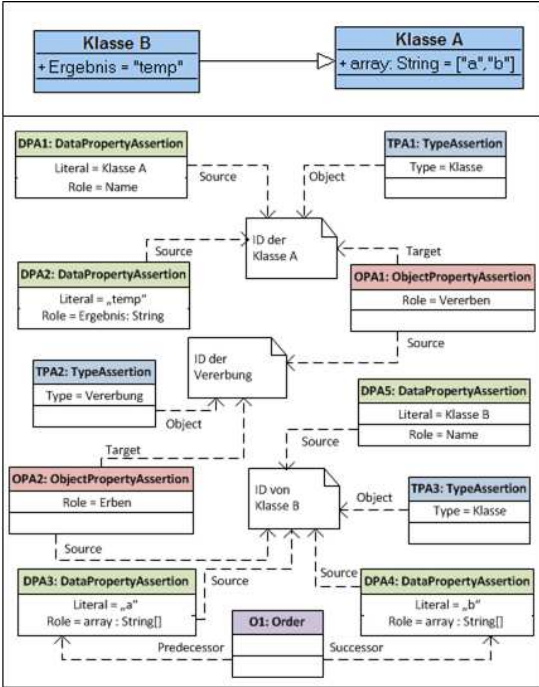 Klasse B
+ Ergebnis = "temp"
Klasse A
+ array: String = ["a","b"]
DPA1: DataPropertyAssertion
Literal = Klasse A
Role = Name
TPA1: TypeAssertion
Type = Klasse
Source
Object
ID der
Klasse A
Source
Target
DPA2: DataPropertyAssertion
Literal = „temp"
Role = Ergebnis: String
OPA1: ObjectPropertyAssertion
Role = Vererben
Source
ID der
Vererbung
TPA2: TypeAssertion
Type = Vererbung
Object
DPA5: DataPropertyAssertion
Literal = Klasse B
Role = Name
Source
Target
OPA2: ObjectPropertyAssertion
Role = Erben
ID von
Klasse B
Object
TPA3: TypeAssertion
Type = Klasse
Source
Source
Source
DPA3: DataPropertyAssertion
Literal = „a"
Role = array : String[]
DPA4: DataPropertyAssertion
Literal = „b"
Role = array : String[]
O1: Order
Predecessor
Successor